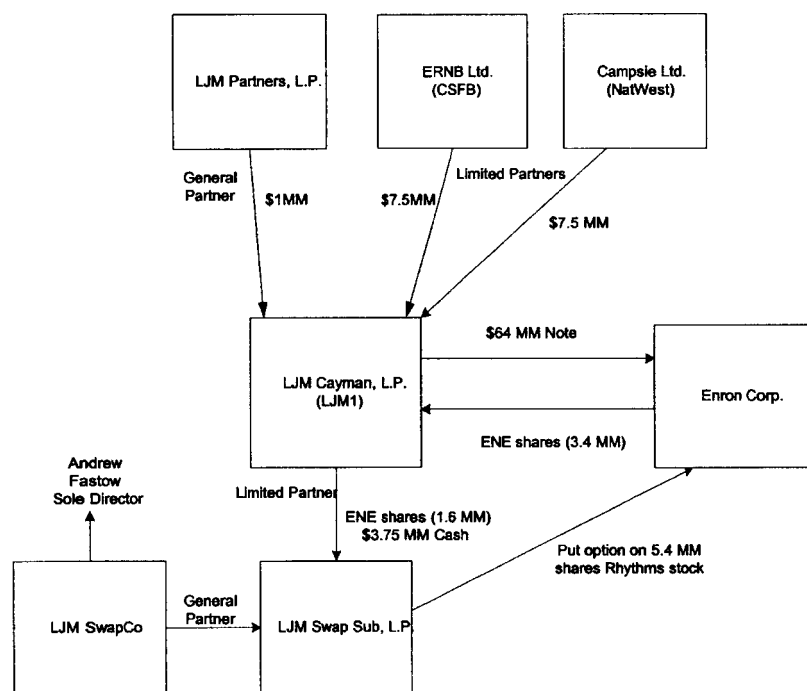 LJM Partners, L.P.
ERNB Ltd.
(CSFB)
Campsie Ltd.
(NatWest)
General
Partner
$1MM
$7.5MM
Limited Partners
$7.5 MM
LJM Cayman, L.P.
(LJM1)
$64 MM Note
Enron Corp.
ENE shares (3.4 MM)
Andrew
Fastow
Sole Director
Limited Partner
ENE shares (1.6 MM)
$3.75 MM Cash
Put option on 5.4 MM
shares Rhythms stock
LJM SwapCo
General
Partner
LJM Swap Sub, L.P